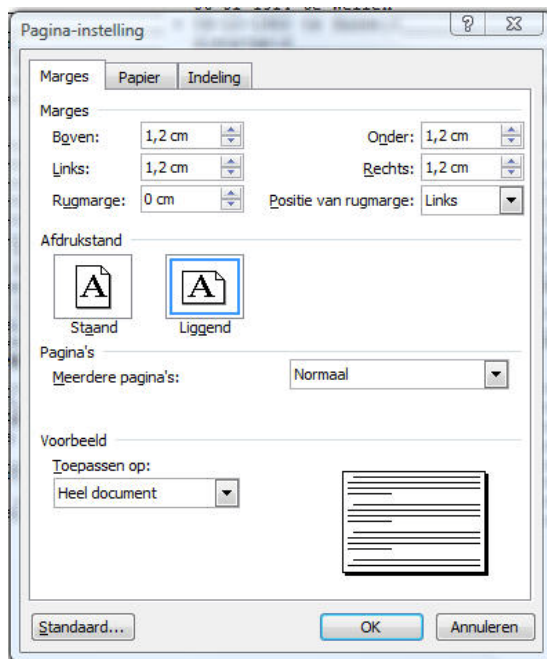 Pagina-instelling
Marges Papier Indeling
Marges
Boven: 1,2 cm Onder: 1,2 cm
Links: 1,2 cm Rechts: 1,2 cm
Rugmarge: 0 cm Positie van rugmarge: Links
Afdrukstand
A A
Staand Liggend
Pagina's
Meerdere pagina's: Normaal
Voorbeeld
Toepassen op:
Heel document
Standaard... OK Annuleren